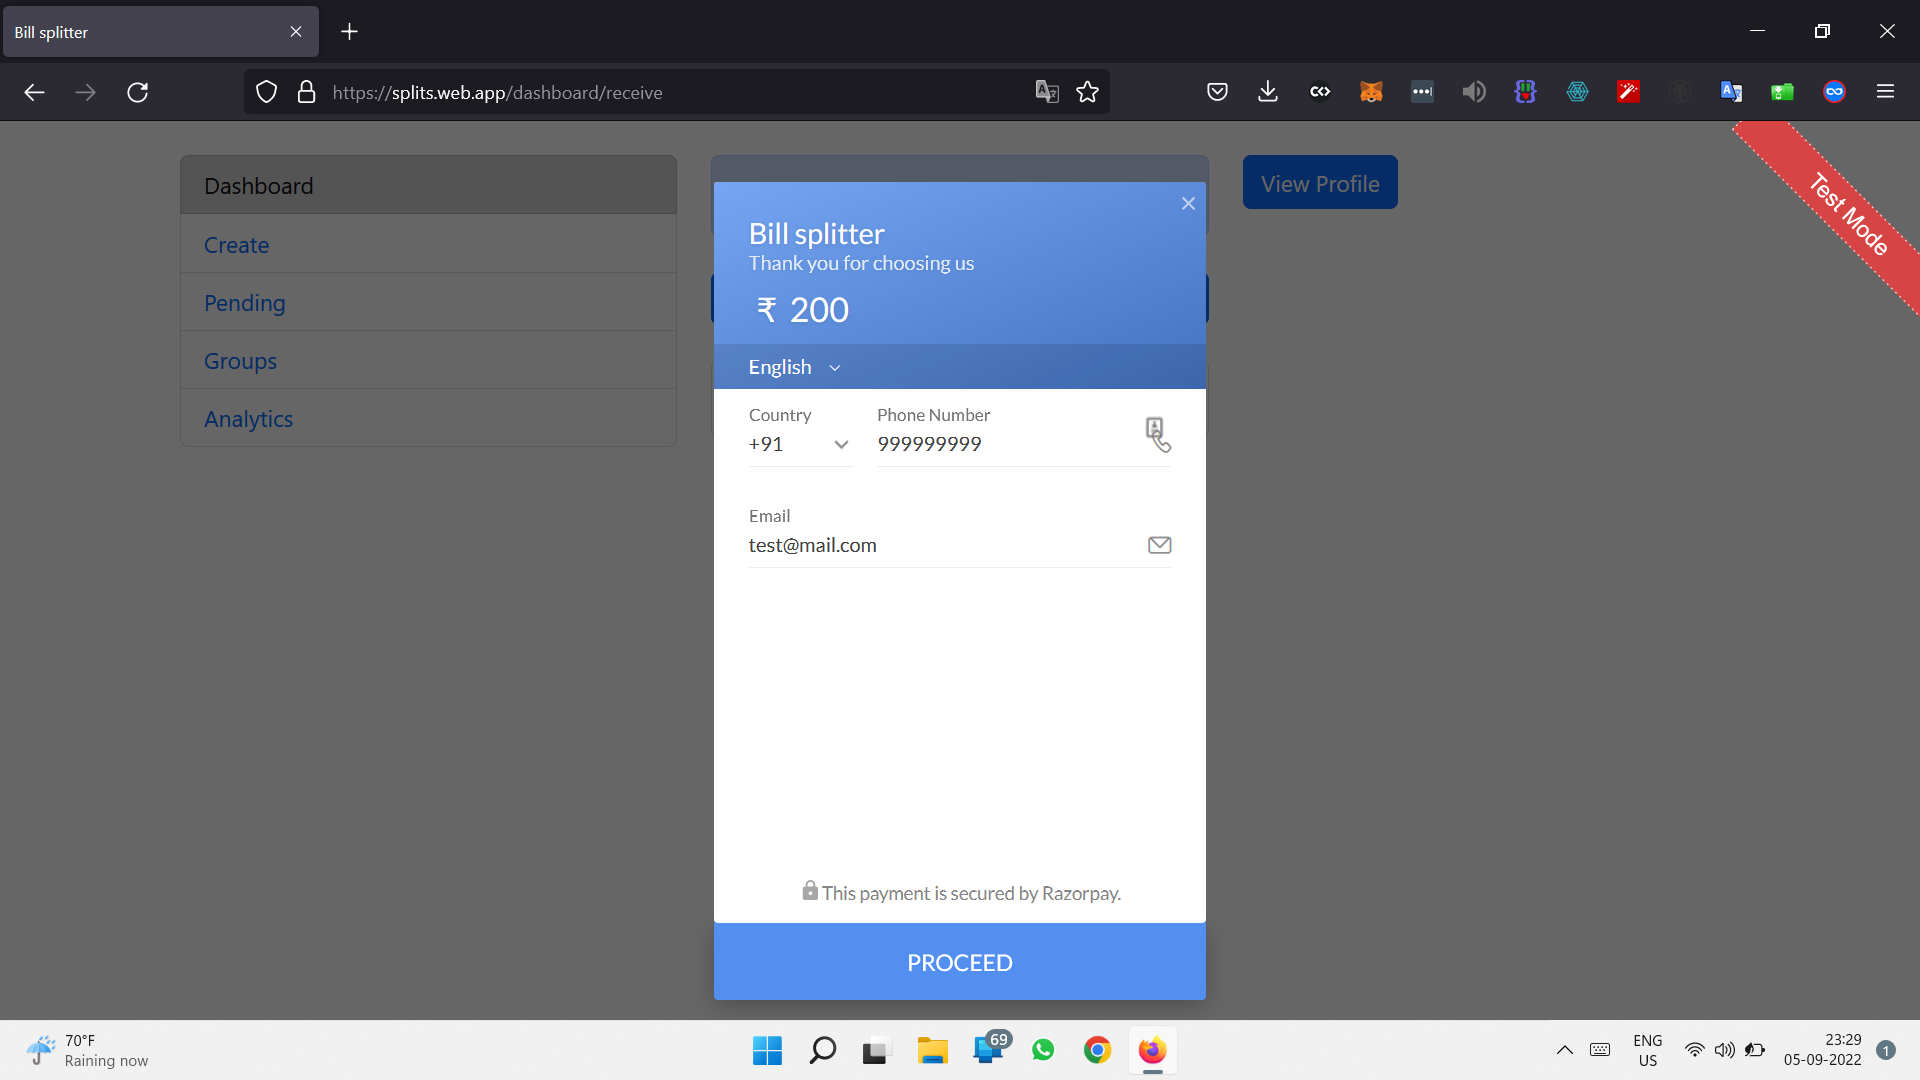 Bill splitter
https://splits.web.app/dashboard/receive
Dashboard
Create
Pending
Groups
Analytics
Bill splitter
Thank you for choosing us
₹ 200
English
Country
Phone Number
+91
999999999
Email
test@mail.com
This payment is secured by Razorpay.
PROCEED
View Profile
Test Mode
70°F
Raining now
69
ENG
US
23:29
05-09-2022
1